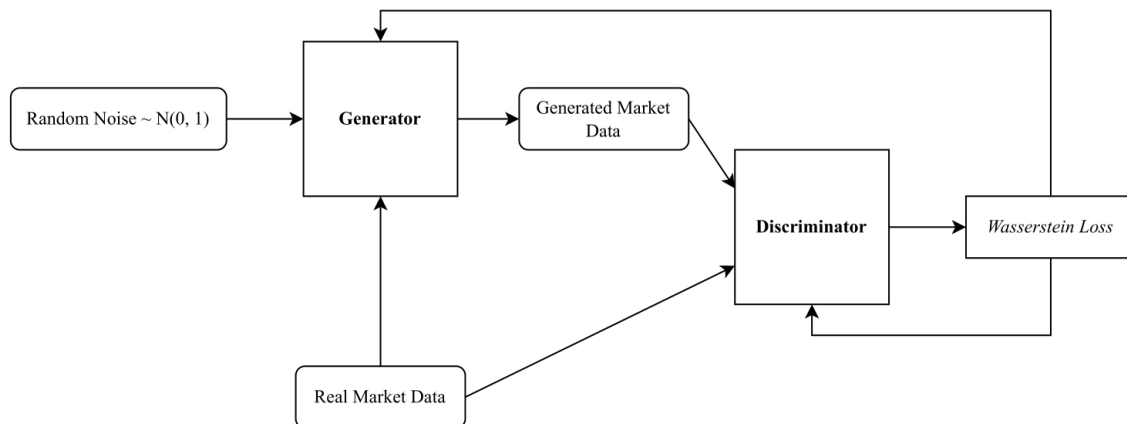 Random Noise ~ N(0, 1)
Generator
Generated Market
Data
Discriminator
Wasserstein Loss
Real Market Data